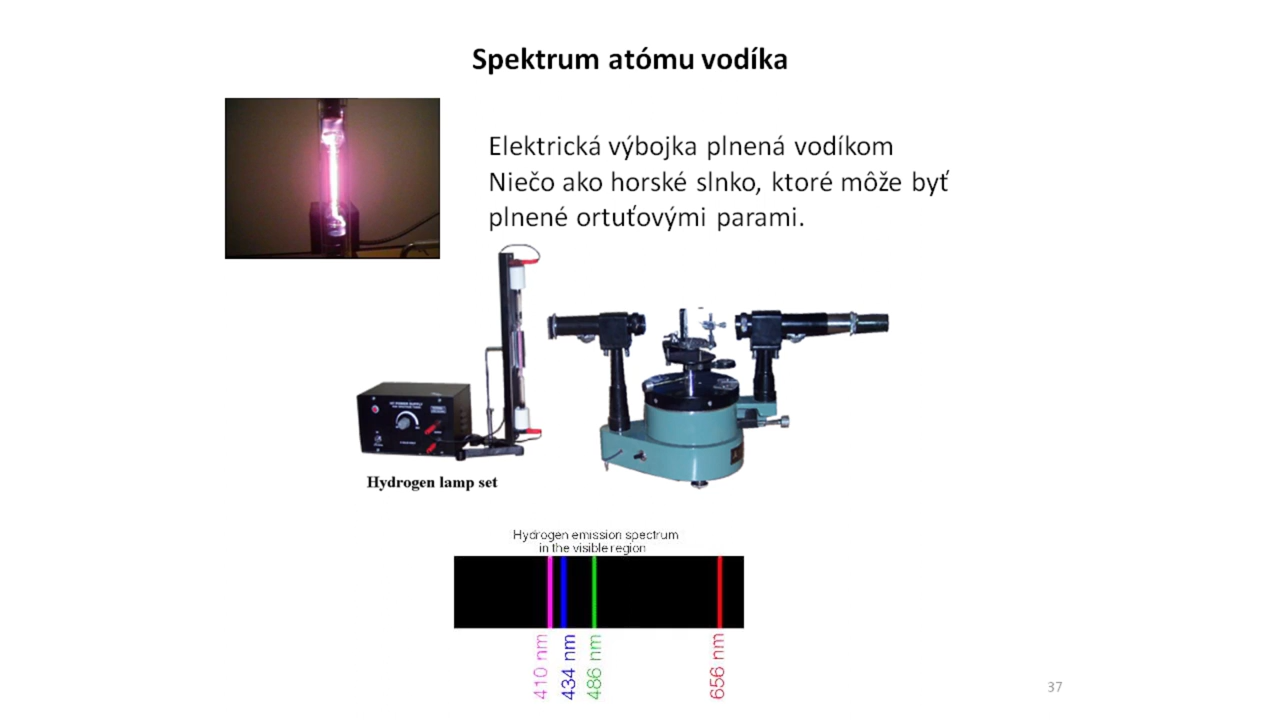 Spektrum atómu vodíka
Elektrická výbojka plnená vodíkom
Niečo ako horské slnko, ktoré môže byť
plnené ortuťovými parami.
Hydrogen lamp set
Hydrogen emission spectrum
in the visible region
410 nm
434 nm
486 nm
656 nm
37